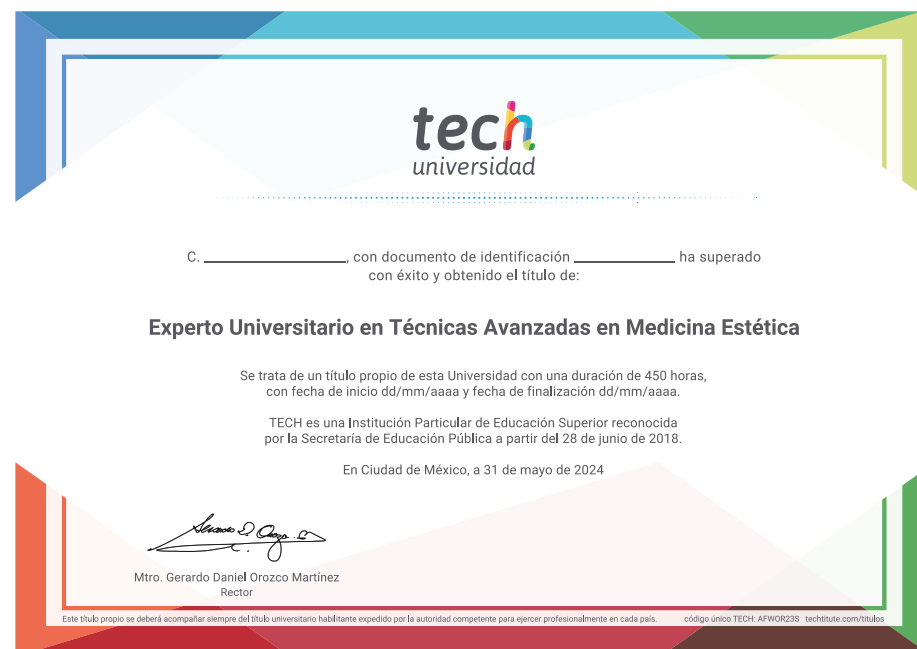 tech
universidad
C. ____________, con documento de identificación ____________ ha superado
con éxito y obtenido el título de:
Experto Universitario en Técnicas Avanzadas en Medicina Estética
Se trata de un título propio de esta Universidad con una duración de 450 horas,
con fecha de inicio dd/mm/aaaa y fecha de finalización dd/mm/aaaa.
TECH es una Institución Particular de Educación Superior reconocida
por la Secretaría de Educación Pública a partir del 28 de junio de 2018.
En Ciudad de México, a 31 de mayo de 2024
Mtro. Gerardo Daniel Orozco Martínez
Rector
Este título propio se deberá acompañar siempre del título universitario habilitante expedido por la autoridad competente para ejercer profesionalmente en cada país. código único TECH: AFWOR23S techtitute.com/titulos